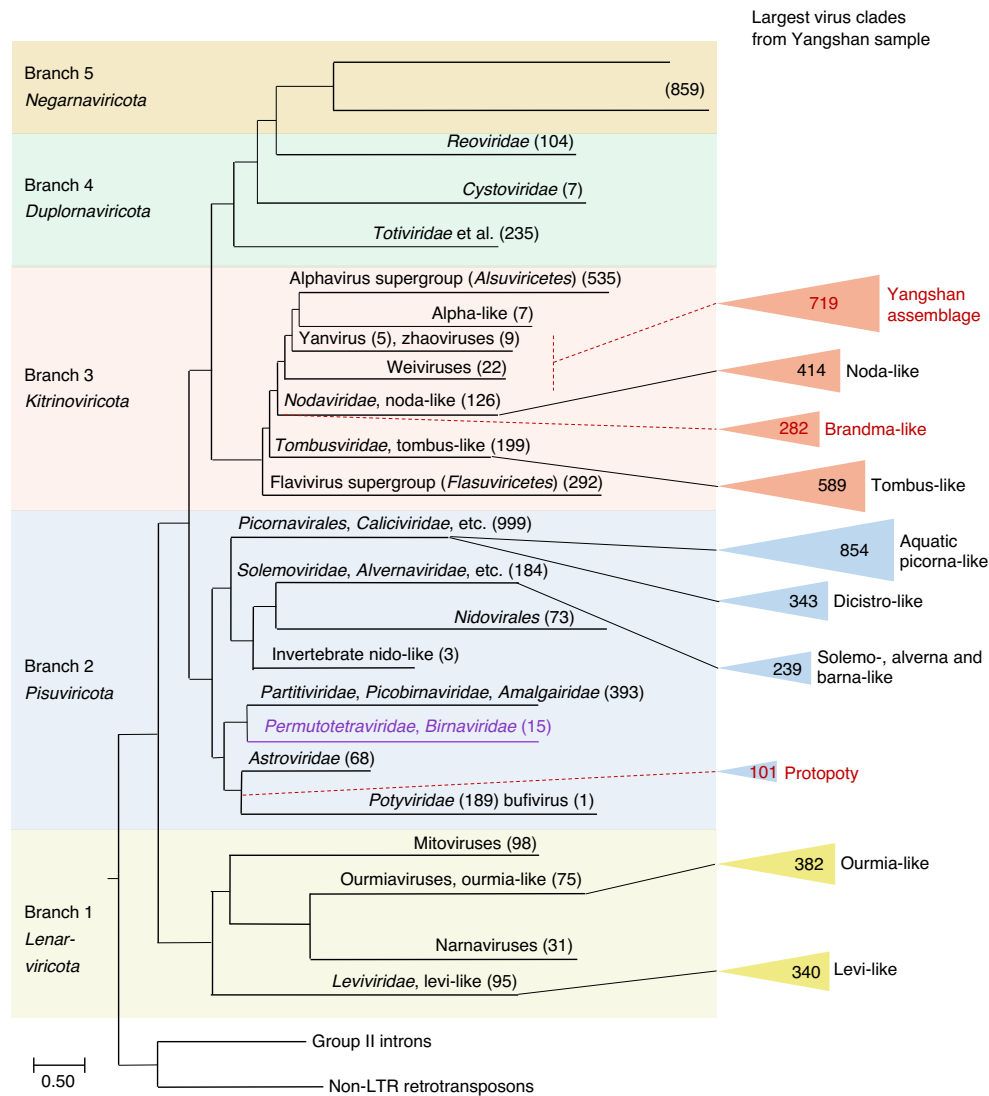 Largest virus clades
from Yangshan sample
Branch 5
Negarnaviricota
(859)
Branch 4
Duplornaviricota
Reoviridae (104)
Cystoviridae (7)
Totiviridae et al. (235)
Branch 3
Kitrinoviricota
Alphavirus supergroup (Alsuviricetes) (535)
Alpha-like (7)
Yanvirus (5), zhaoviruses (9)
Weiviruses (22)
Nodaviridae, noda-like (126)
Tombusviridae, tombus-like (199)
Flavivirus supergroup (Flasuviricetes) (292)
719
Yangshan
assemblage
414
Noda-like
282
Brandma-like
589
Tombus-like
Branch 2
Pisuviricota
Picornavirales, Caliciviridae, etc. (999)
Solemoviridae, Alvernaviridae, etc. (184)
Nidovirales (73)
Invertebrate nido-like (3)
Partitiviridae, Picobirnaviridae, Amalgairidae (393)
Permutotetraviridae, Birnaviridae (15)
Astroviridae (68)
Potyviridae (189) bufivirus (1)
854
Aquatic
picorna-like
343
Dicistro-like
239
Solemo-, alverna and
barna-like
101
Protopoty
Branch 1
Lenar-
viricota
Mitoviruses (98)
Ourmiaviruses, ourmia-like (75)
Narnaviruses (31)
Leviviridae, levi-like (95)
382
Ourmia-like
340
Levi-like
Group II introns
Non-LTR retrotransposons
0.50